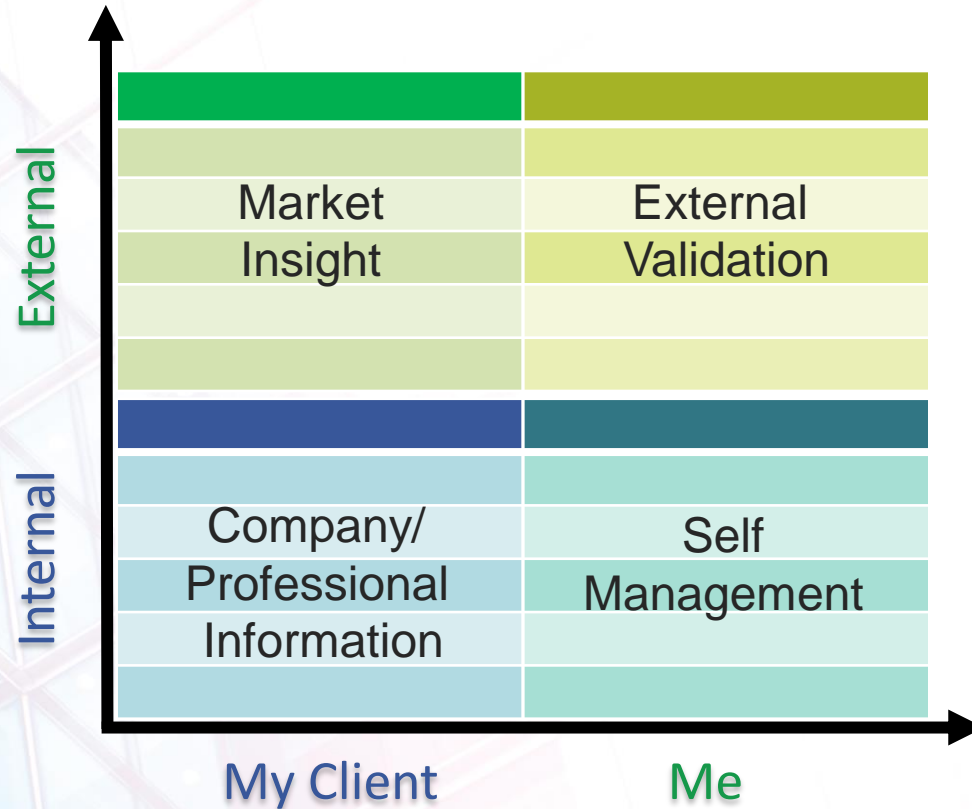 External
Market
Insight
External
Validation
Internal
Company/
Professional
Information
Self
Management
My Client
Me